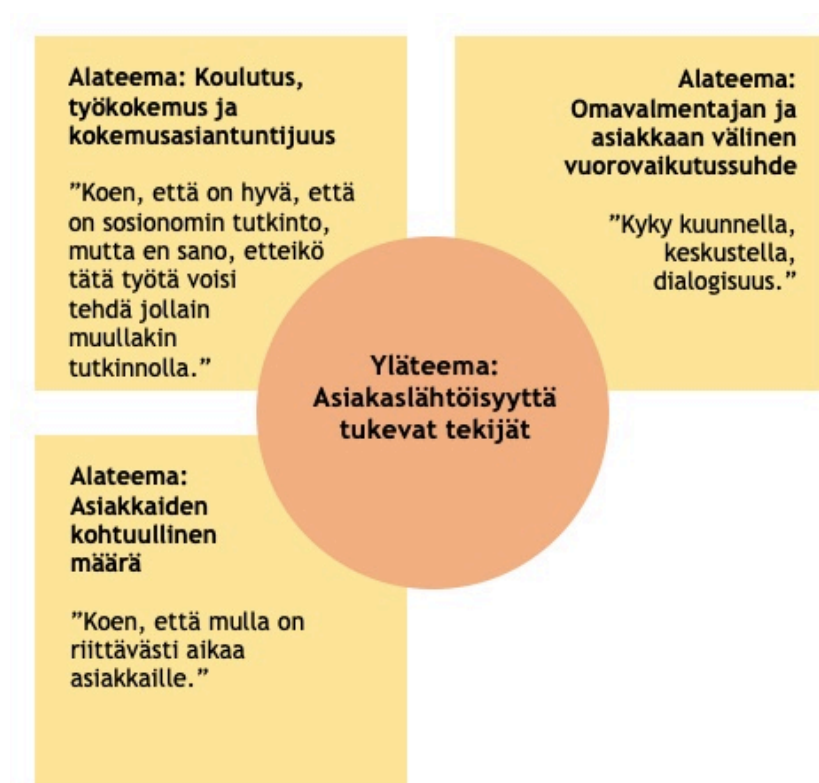 Alateema: Koulutus,
työkokemus ja
kokemusasiantuntijuus
”Koen, että on hyvä, että
on sosionomin tutkinto,
mutta en sano, etteikö
tätä työtä voisi
tehdä jollain
muullakin
tutkinnolla.”
Alateema:
Omavalmentajan ja
asiakkaan välinen
vuorovaikutussuhde
”Kyky kuunnella,
keskustella,
dialogisuus.”
Yläteema:
Asiakaslähtöisyyttä
tukevat tekijät
Alateema:
Asiakkaiden
kohtuullinen
määrä
”Koen, että mulla on
riittävästi aikaa
asiakkaille.”